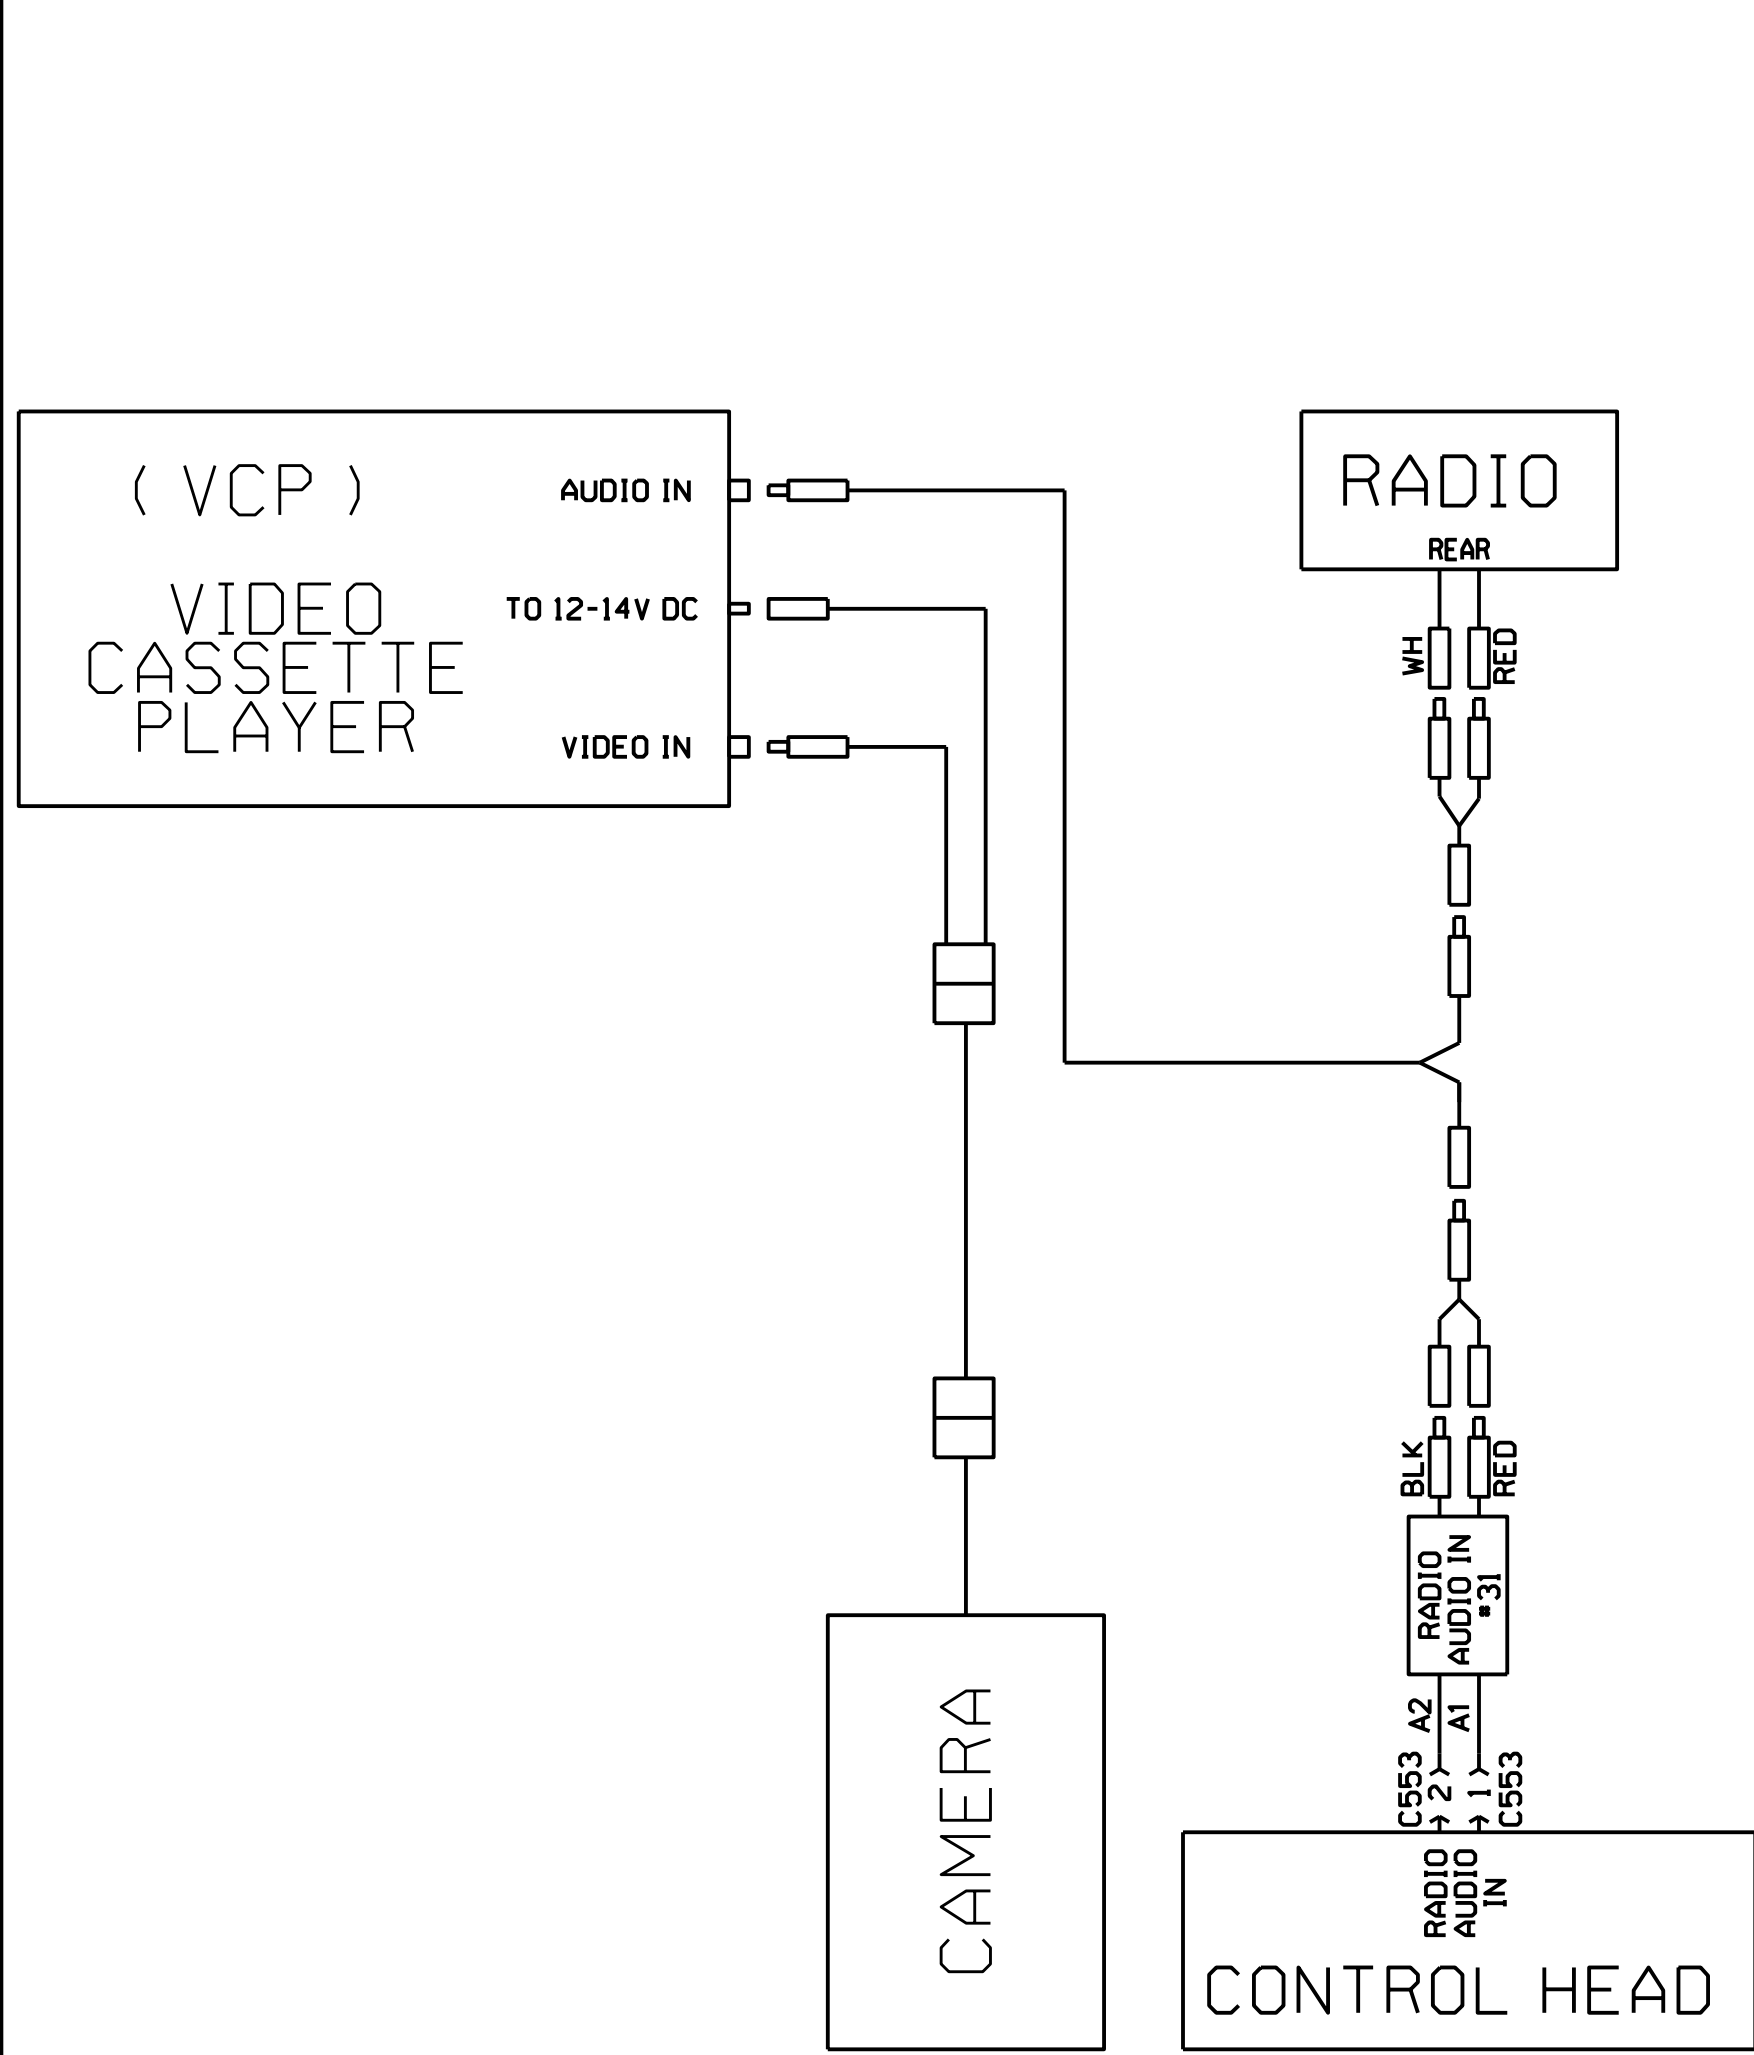 ( VCP )
VIDEO
CASSETTE
PLAYER
AUDIO IN
TO 12-14V DC
VIDEO IN
RADIO
REAR
WH
RED
BLK
RED
RADIO
AUDIO IN
#31
A2
A1
C553
2
1
C553
RADIO
AUDIO
IN
CONTROL HEAD
CAMERA